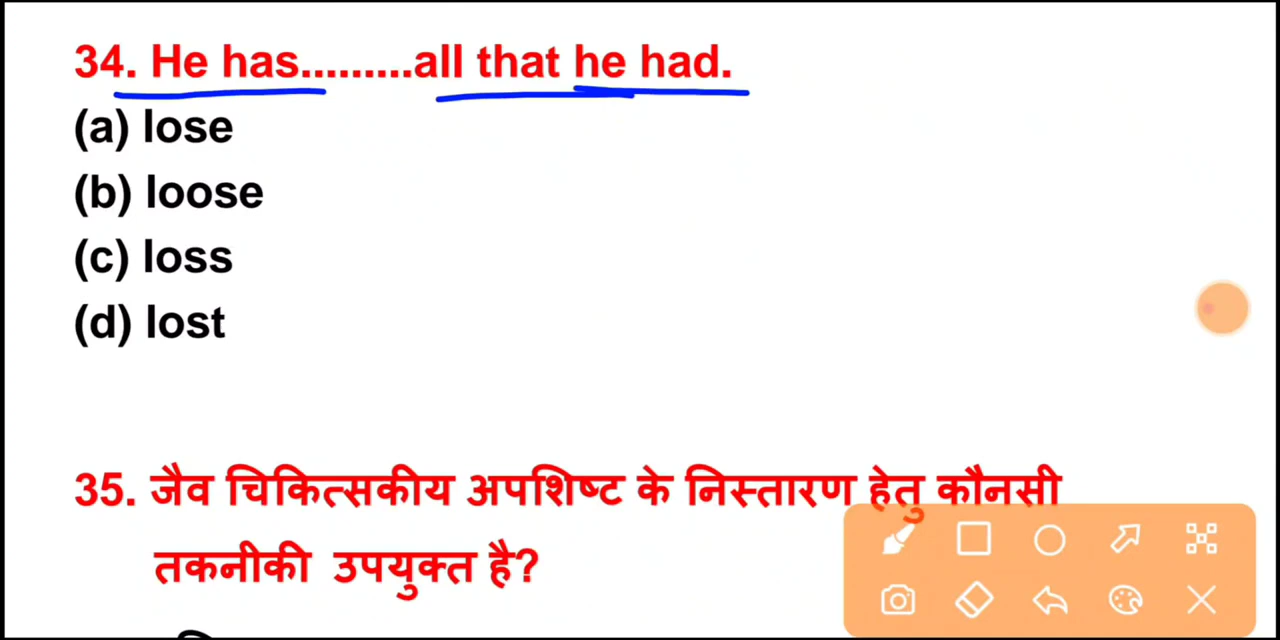 34. He has.........all that he had.
(a) lose
(b) loose
(c) loss
(d) lost
35. जैव चिकित्सकीय अपशिष्ट के निस्तारण हेतु कौनसी
तकनीकी उपयुक्त है?